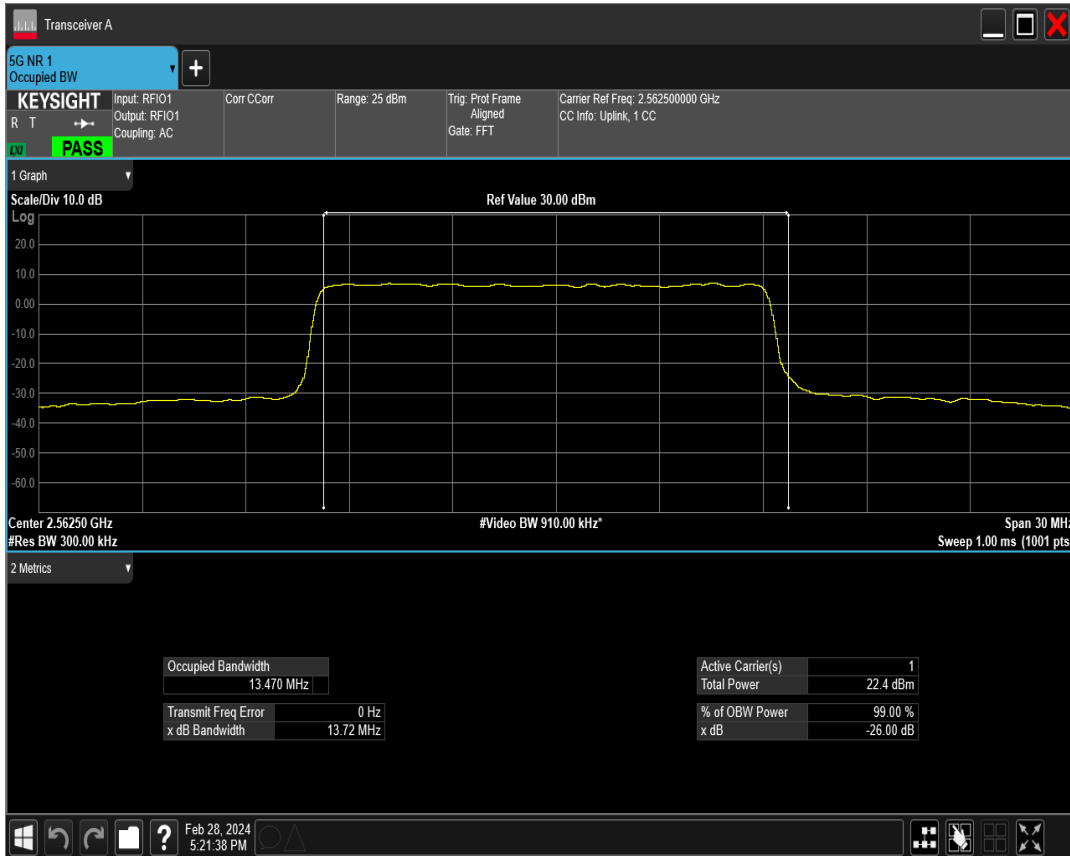 Transceiver A
5G NR 1
Occupied BW
KEYSIGHT
R T
LXI
PASS
Input: RFIO1
Output: RFIO1
Coupling: AC
Corr CCorr
Range: 25 dBm
Trig: Prot Frame
Aligned
Gate: FFT
Carrier Ref Freq: 2.562500000 GHz
CC Info: Uplink, 1 CC
1 Graph
Scale/Div 10.0 dB
Ref Value 30.00 dBm
Log
20.0
10.0
0.00
-10.0
-20.0
-30.0
-40.0
-50.0
-60.0
Center 2.56250 GHz
#Video BW 910.00 kHz*
Span 30 MHz
#Res BW 300.00 kHz
Sweep 1.00 ms (1001 pts
2 Metrics
Occupied Bandwidth
13.470 MHz
Transmit Freq Error 0 Hz
x dB Bandwidth 13.72 MHz
Active Carrier(s) 1
Total Power 22.4 dBm
% of OBW Power 99.00 %
x dB -26.00 dB
?
Feb 28, 2024
5:21:38 PM